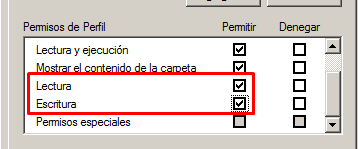 Permisos de Perfil Permitir Denegar
Lectura y ejecución
Mostrar el contenido de la carpeta
Lectura
Escritura
Permisos especiales